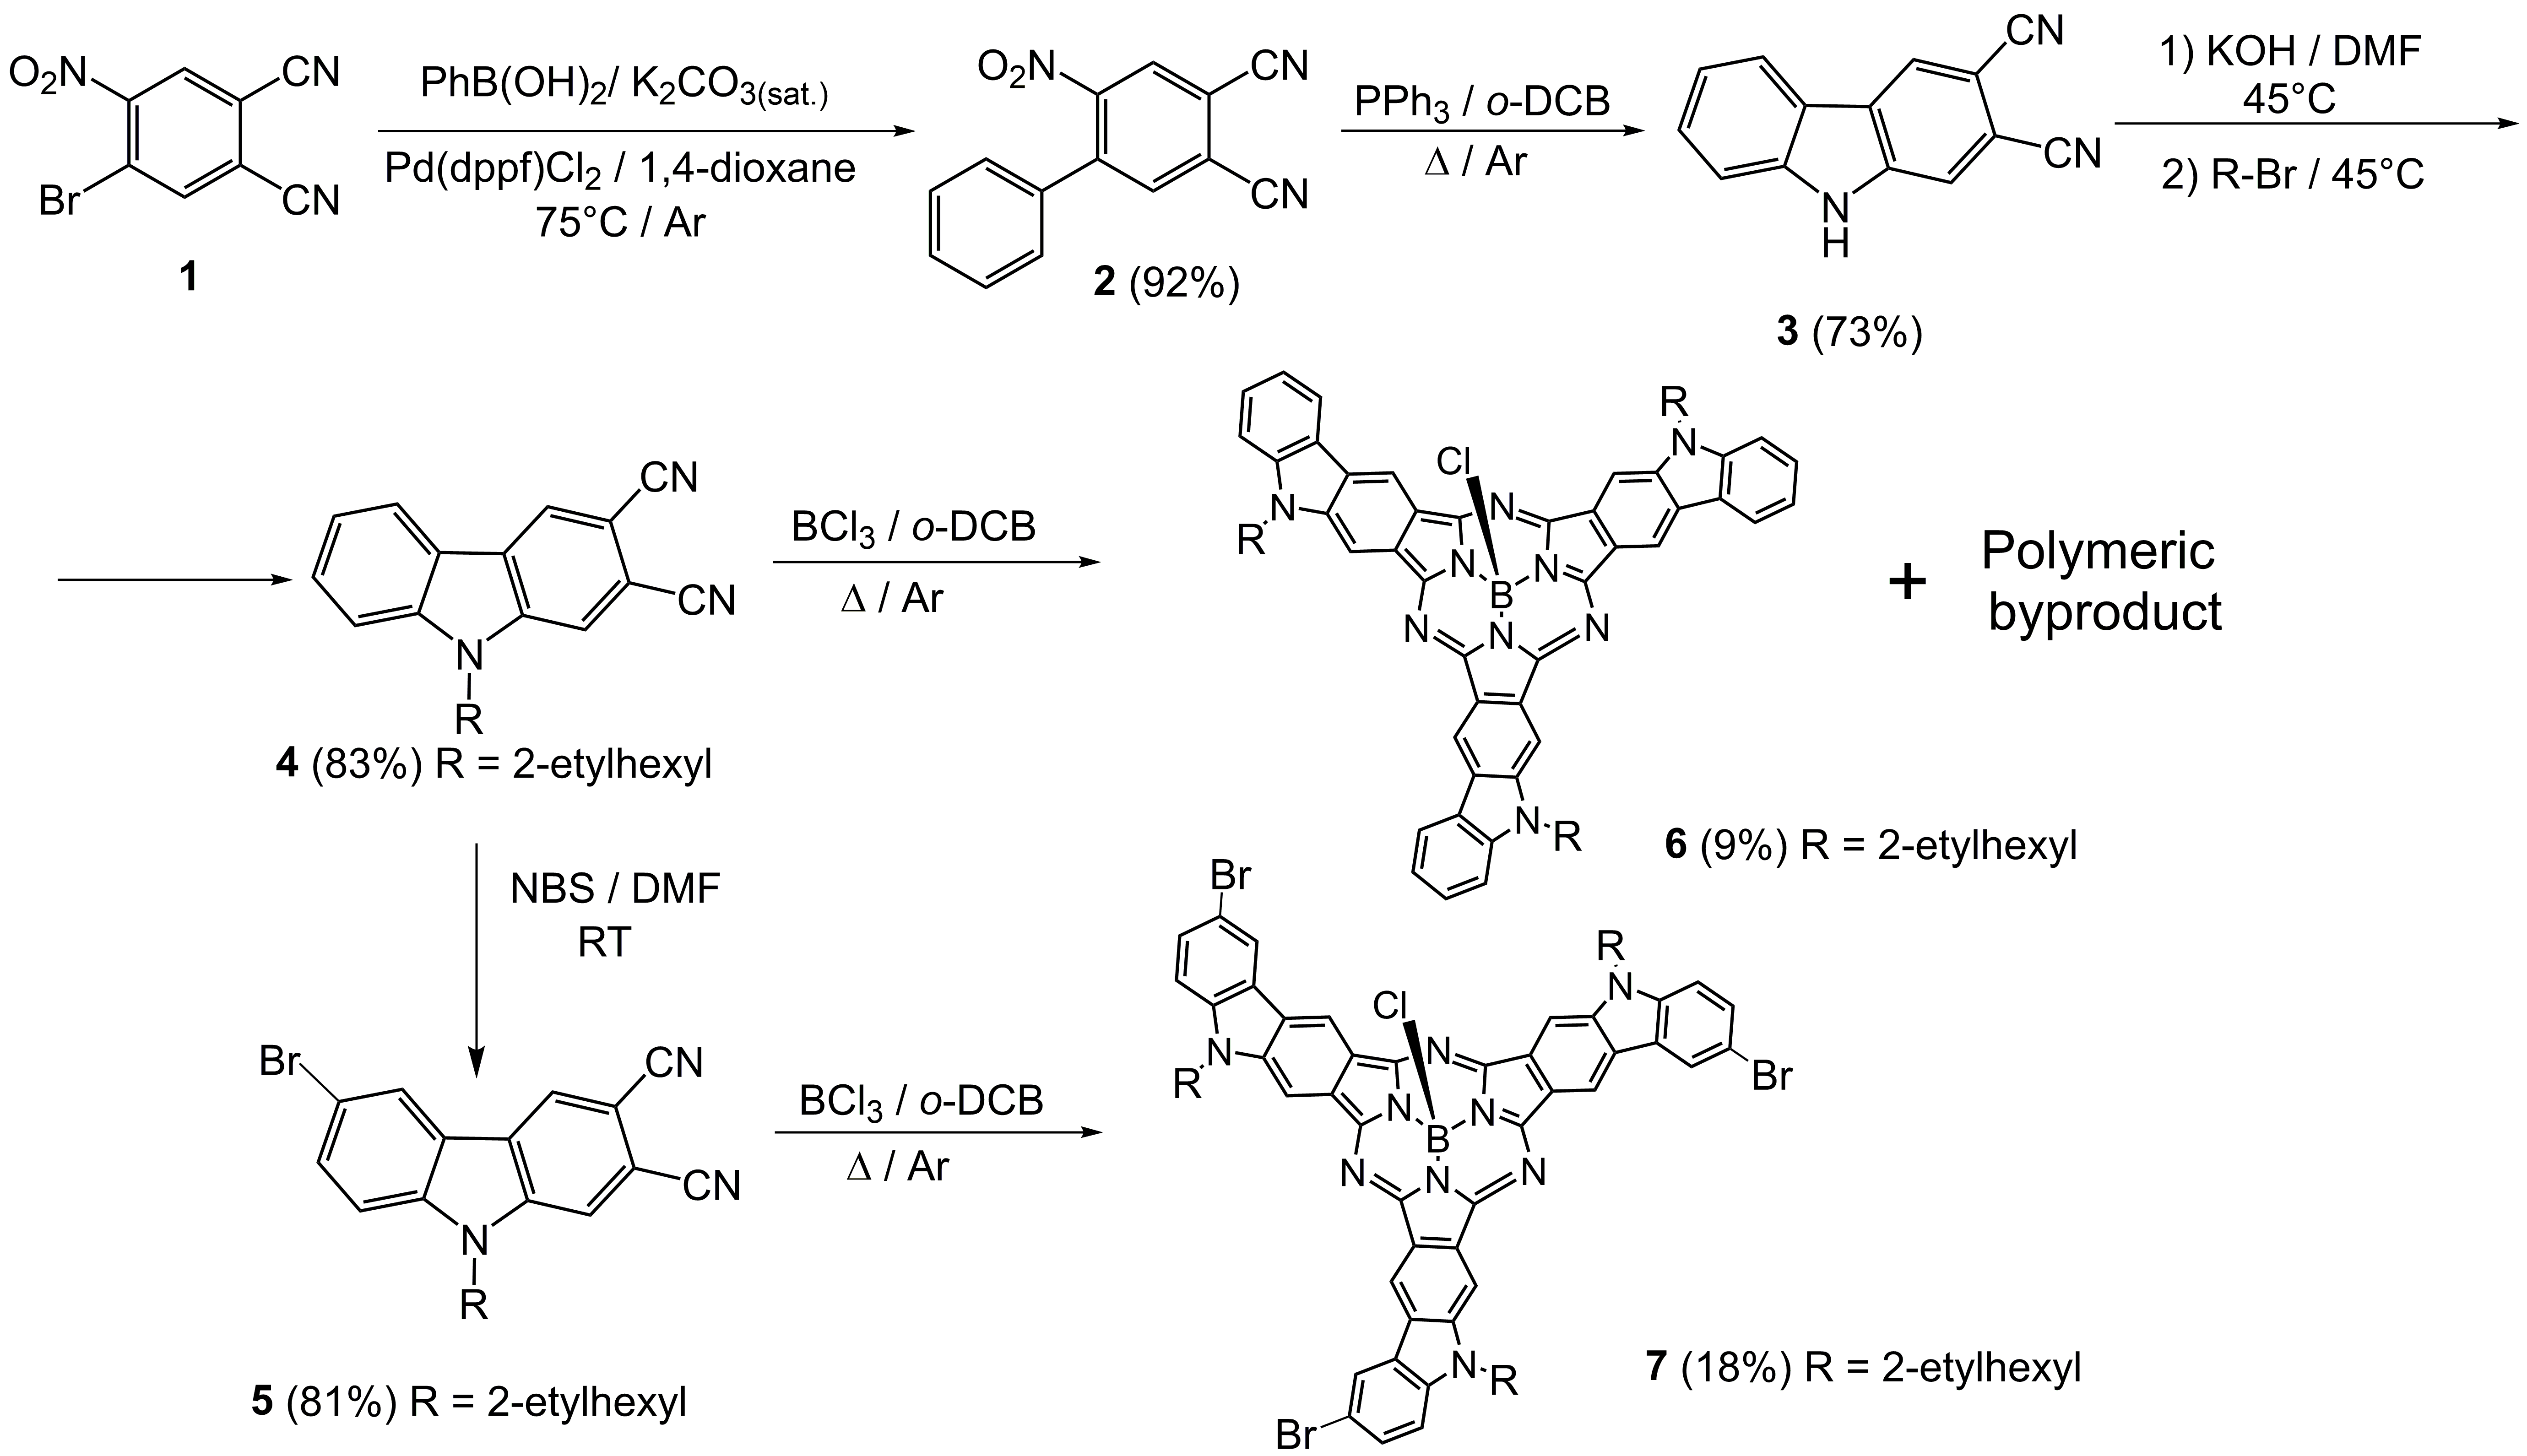 O₂N
CN
Br
CN
1
PhB(OH)₂/ K₂CO₃(sat.)
Pd(dppf)Cl₂ / 1,4-dioxane
75°C / Ar
O₂N
CN
CN
2 (92%)
PPh₃ / o-DCB
Δ / Ar
CN
CN
N
H
3 (73%)
1) KOH / DMF
45°C
2) R-Br / 45°C
CN
CN
N
R
4 (83%) R = 2-etylhexyl
BCl₃ / o-DCB
Δ / Ar
R
N
Cl
N
N
R
N
N
B
N
N
N
N
R
6 (9%) R = 2-etylhexyl
+
Polymeric
byproduct
NBS / DMF
RT
Br
CN
CN
N
R
5 (81%) R = 2-etylhexyl
BCl₃ / o-DCB
Δ / Ar
Br
R
N
Cl
N
N
Br
R
N
N
B
N
N
N
N
R
Br
7 (18%) R = 2-etylhexyl